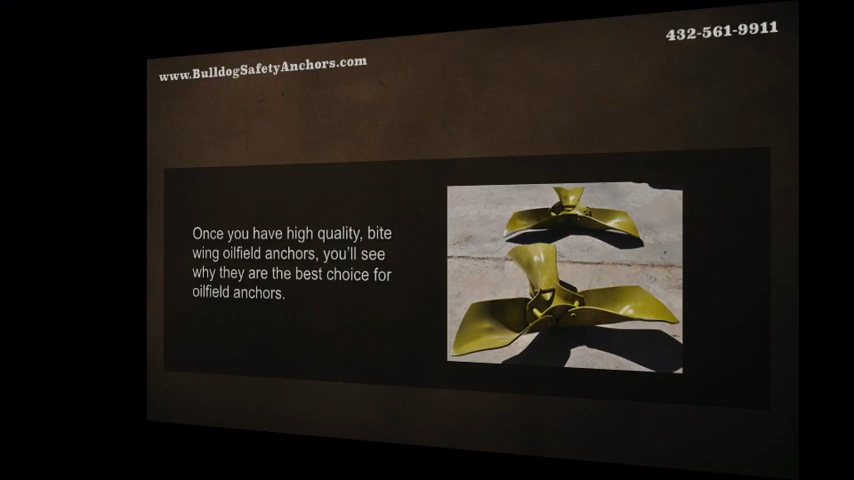 www.BulldogSafetyAnchors.com
432-561-9911
Once you have high quality, bite
wing oilfield anchors, you'll see
why they are the best choice for
oilfield anchors.